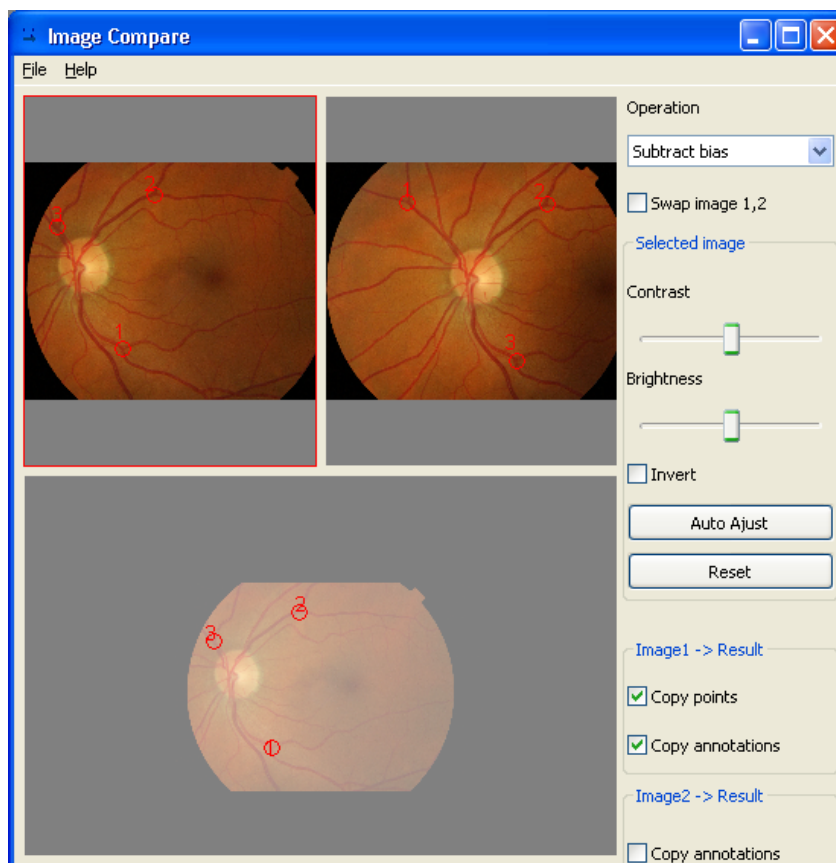 Image Compare
File Help
3
2
1
1
2
3
Operation
Subtract bias
Swap image 1,2
Selected image
Contrast
Brightness
Invert
Auto Ajust
Reset
3
2
1
Image1 -> Result
Copy points
Copy annotations
Image2 -> Result
Copy annotations